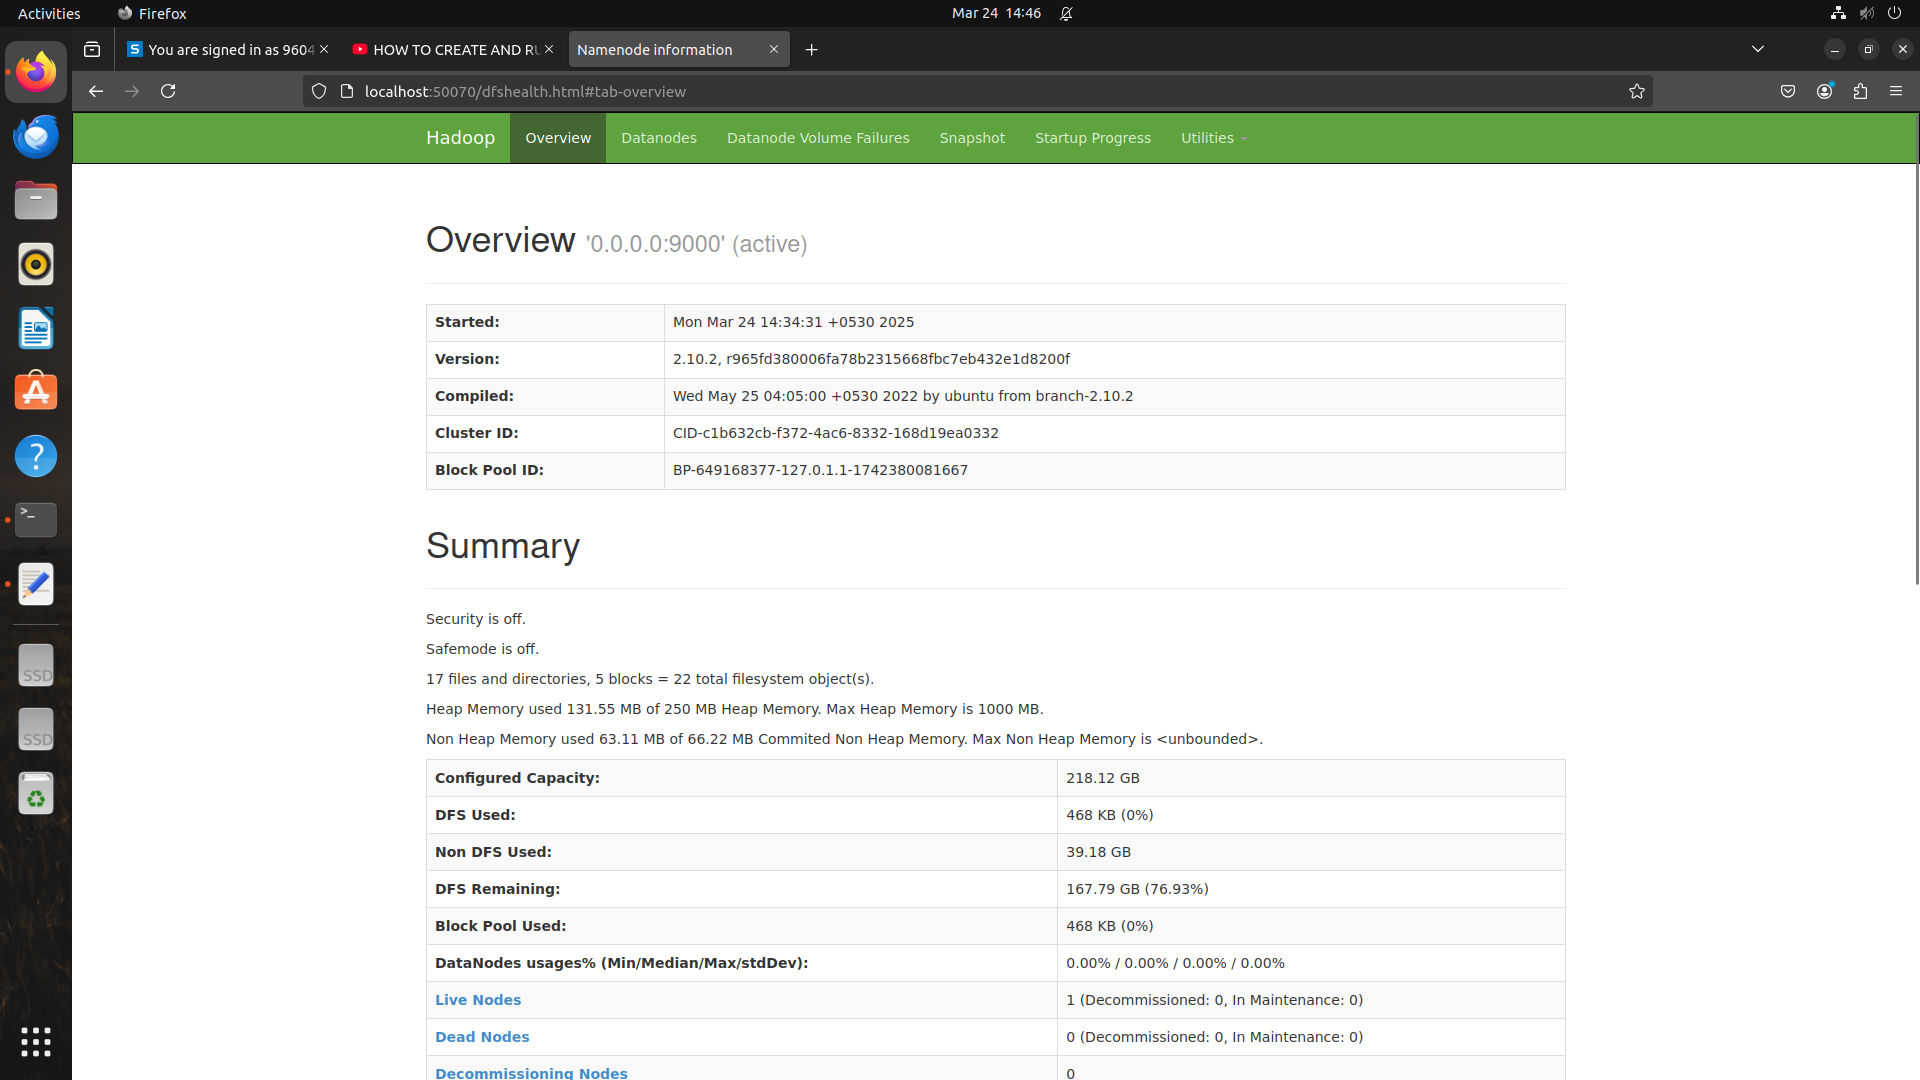 Activities Firefox Mar 24 14:46
You are signed in as 9604 HOW TO CREATE AND RU Namenode information
localhost:50070/dfshealth.html#tab-overview
Hadoop Overview Datanodes Datanode Volume Failures Snapshot Startup Progress Utilities
Overview '0.0.0.0:9000' (active)
Started: Mon Mar 24 14:34:31 +0530 2025
Version: 2.10.2, r965fd380006fa78b2315668fbc7eb432e1d8200f
Compiled: Wed May 25 04:05:00 +0530 2022 by ubuntu from branch-2.10.2
Cluster ID: CID-c1b632cb-f372-4ac6-8332-168d19ea0332
Block Pool ID: BP-649168377-127.0.1.1-1742380081667
Summary
Security is off.
Safemode is off.
17 files and directories, 5 blocks = 22 total filesystem object(s).
Heap Memory used 131.55 MB of 250 MB Heap Memory. Max Heap Memory is 1000 MB.
Non Heap Memory used 63.11 MB of 66.22 MB Commited Non Heap Memory. Max Non Heap Memory is <unbounded>.
Configured Capacity: 218.12 GB
DFS Used: 468 KB (0%)
Non DFS Used: 39.18 GB
DFS Remaining: 167.79 GB (76.93%)
Block Pool Used: 468 KB (0%)
DataNodes usages% (Min/Median/Max/stdDev): 0.00% / 0.00% / 0.00% / 0.00%
Live Nodes 1 (Decommissioned: 0, In Maintenance: 0)
Dead Nodes 0 (Decommissioned: 0, In Maintenance: 0)
Decommissioning Nodes 0
SSD
SSD